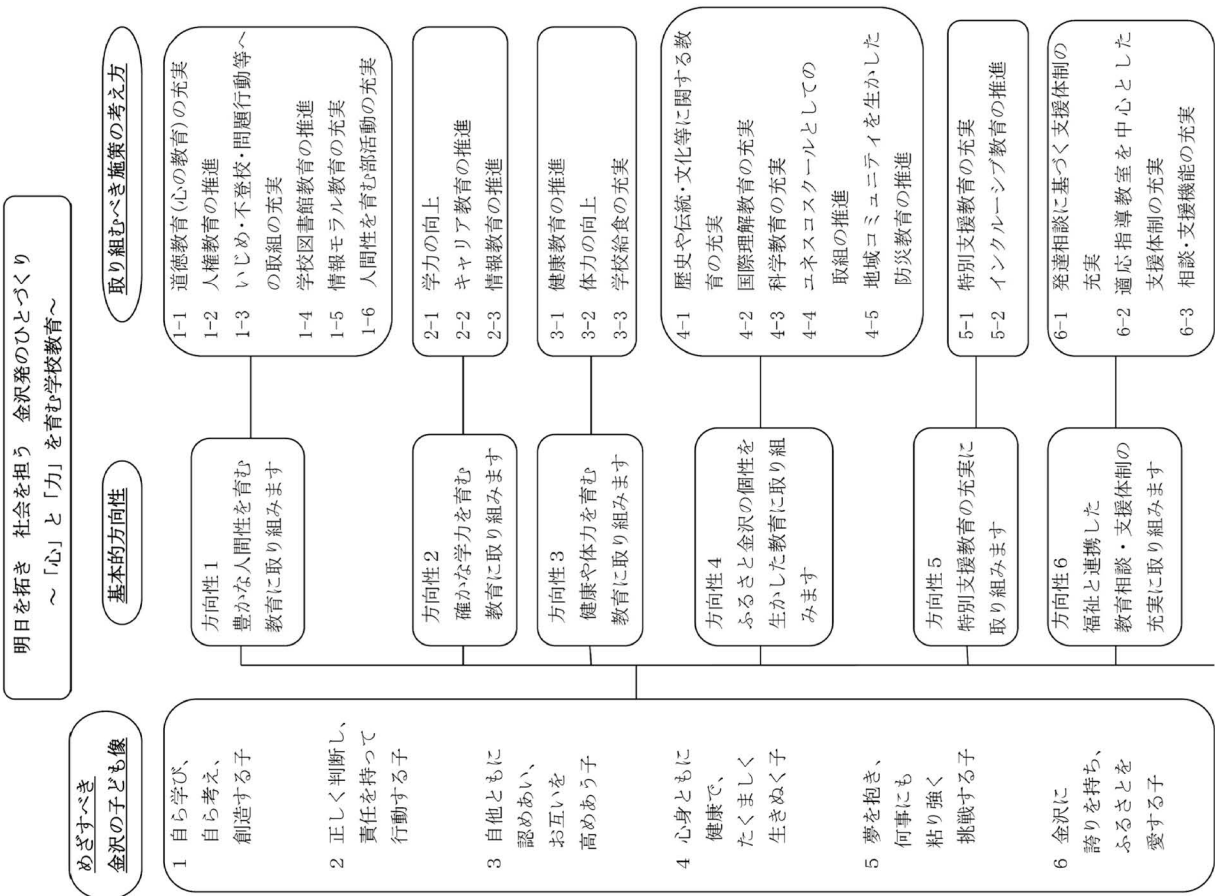 明日を拓き 社会を担う 金沢発のひとづくり
～「心」と「力」を育む学校教育～
めざすべき
金沢の子ども像
1 自ら学び、
自ら考え、
創造する子
2 正しく判断し、
責任を持って
行動する子
3 自他ともに
認めあい、
お互いを
高めあう子
4 心身ともに
健康で、
たくましく
生きぬく子
5 夢を抱き、
何事にも
粘り強く
挑戦する子
6 金沢に
誇りを持ち、
ふるさとを
愛する子
基本的方向性
方向性1
豊かな人間性を育む
教育に取り組みます
方向性2
確かな学力を育む
教育に取り組みます
方向性3
健康や体力を育む
教育に取り組みます
方向性4
ふるさと金沢の個性を
生かした教育に取り組
みます
方向性5
特別支援教育の充実に
取り組みます
方向性6
福祉と連携した
教育相談・支援体制の
充実に取り組みます
取り組むべき施策の考え方
1-1 道徳教育(心の教育)の充実
1-2 人権教育の推進
1-3 いじめ・不登校・問題行動等へ
の取組の充実
1-4 学校図書館教育の推進
1-5 情報モラル教育の充実
1-6 人間性を育む部活動の充実
2-1 学力の向上
2-2 キャリア教育の推進
2-3 情報教育の推進
3-1 健康教育の推進
3-2 体力の向上
3-3 学校給食の充実
4-1 歴史や伝統・文化等に関する教
育の充実
4-2 国際理解教育の充実
4-3 科学教育の充実
4-4 ユネスコスクールとしての
取組の推進
4-5 地域コミュニティを生かした
防災教育の推進
5-1 特別支援教育の充実
5-2 インクルーシブ教育の推進
6-1 発達相談に基づく支援体制の
充実
6-2 適応指導教室を中心とした
支援体制の充実
6-3 相談・支援機能の充実